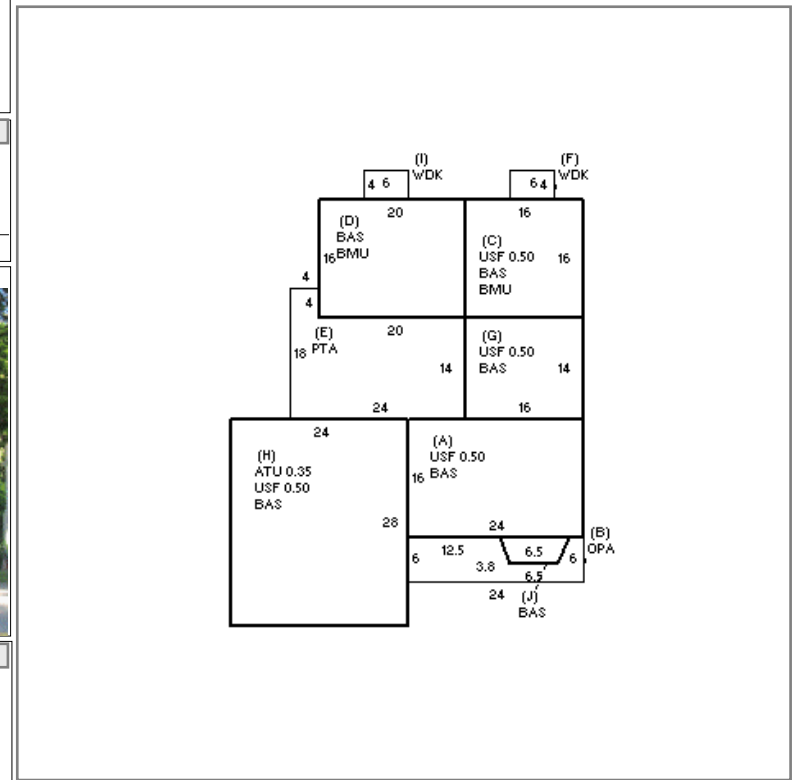 (I)
WDK
4 6
(F)
WDK
6 4
20
(D)
BAS
BMU
16
16
(C)
USF 0.50
BAS
BMU
16
4
4
(E)
PTA
18
20
14
24
(G)
USF 0.50
BAS
14
16
24
(H)
ATU 0.35
USF 0.50
BAS
28
(A)
USF 0.50
BAS
16
24
(B)
OPA
6
12.5
3.8
6.5
6
6.5
24
(J)
BAS